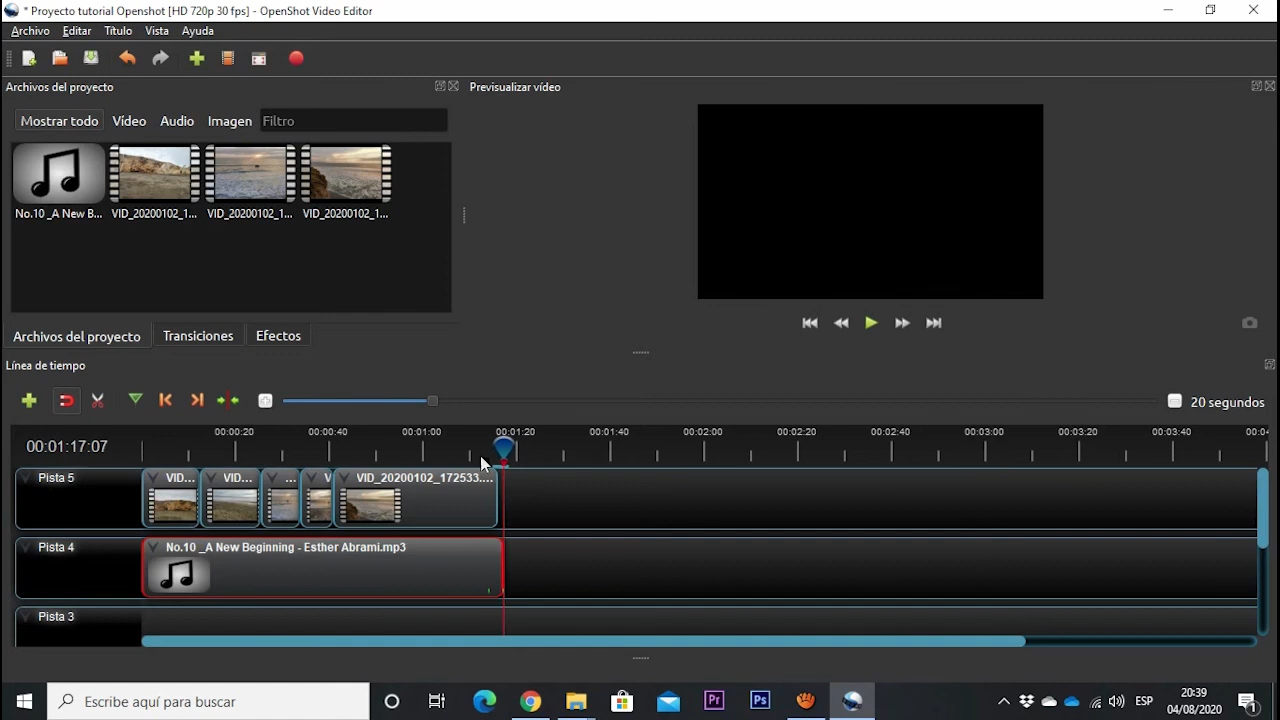 * Proyecto tutorial Openshot [HD 720p 30 fps] - OpenShot Video Editor
Archivo Editar Título Vista Ayuda
Archivos del proyecto
Previsualizar vídeo
Mostrar todo Vídeo Audio Imagen Filtro
No.10 _A New B... VID_20200102_1... VID_20200102_1... VID_20200102_1...
Archivos del proyecto Transiciones Efectos
Línea de tiempo
20 segundos
00:01:17:07
00:00:20 00:00:40 00:01:00 00:01:20 00:01:40 00:02:00 00:02:20 00:02:40 00:03:00 00:03:20 00:03:40 00:04
Pista 5 VID... VID... ... V VID_20200102_172533....
Pista 4 No.10 _A New Beginning - Esther Abrami.mp3
Pista 3
Escribe aquí para buscar
Pr Ps
ESP
20:39
04/08/2020
1